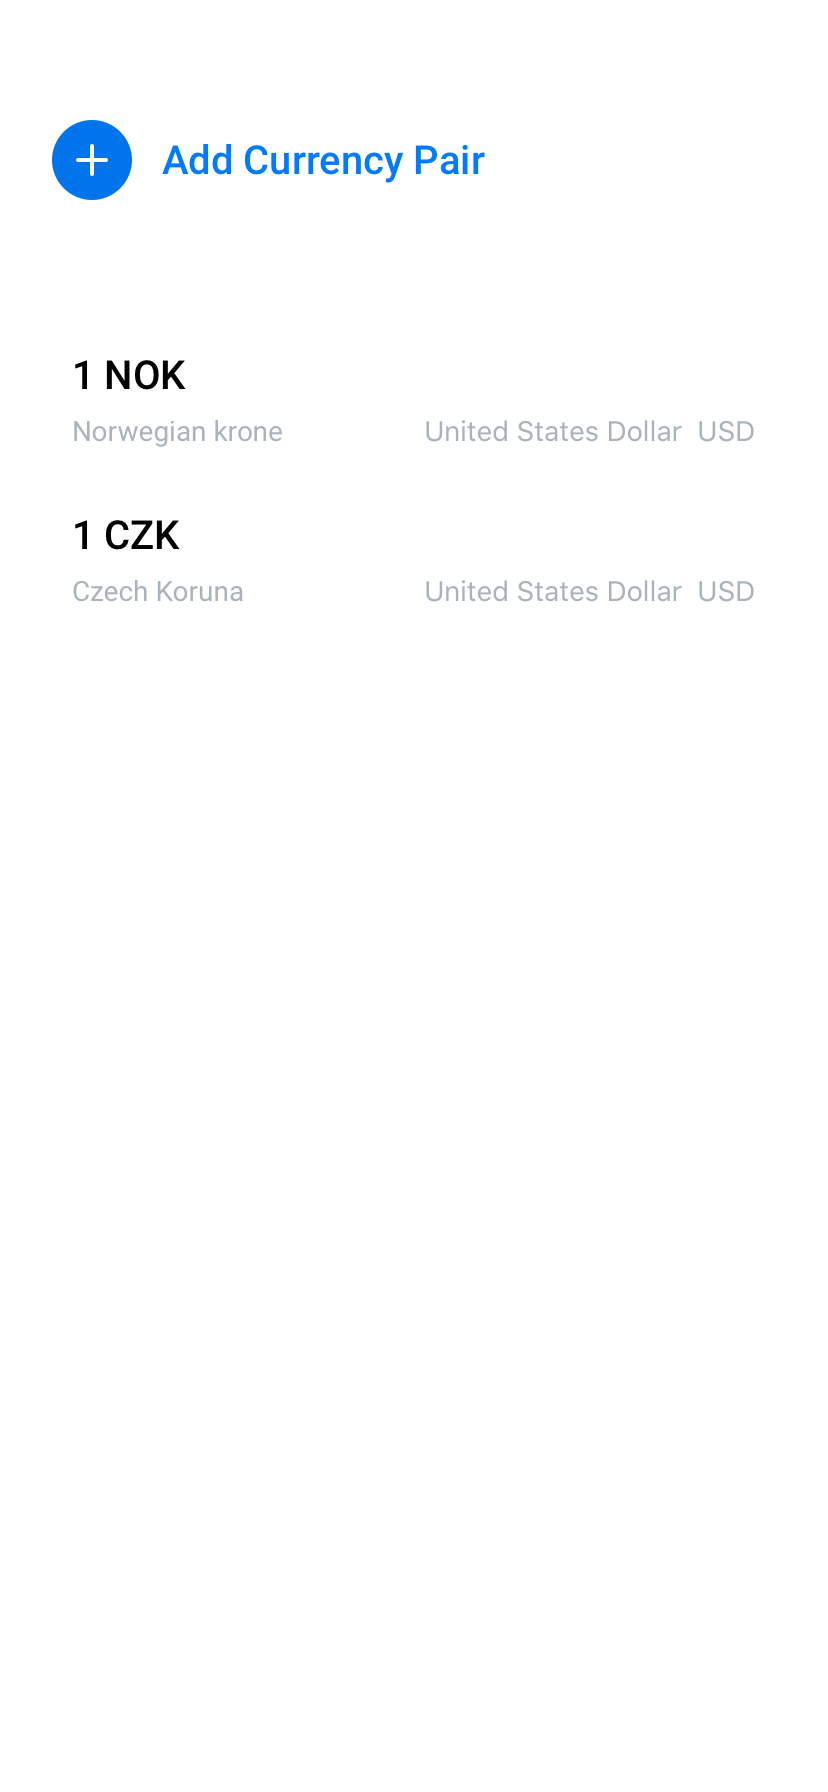 Add Currency Pair
1 NOK
Norwegian krone United States Dollar USD
1 CZK
Czech Koruna United States Dollar USD